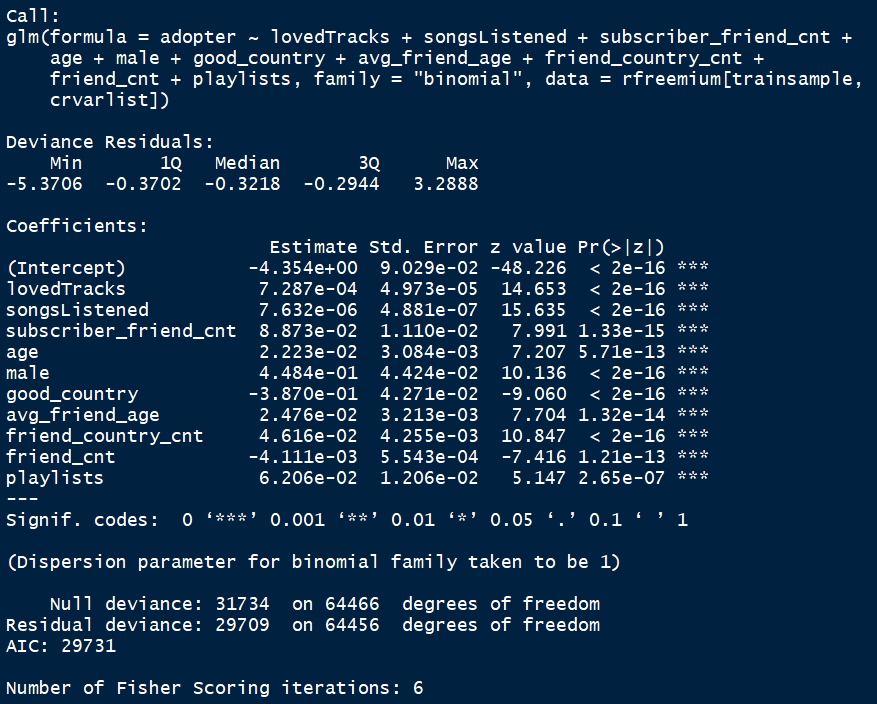 Call:
glm(formula = adopter ~ lovedTracks + songsListened + subscriber_friend_cnt +
    age + male + good_country + avg_friend_age + friend_country_cnt +
    friend_cnt + playlists, family = "binomial", data = rfreemium[trainsample,
    crvarlist])

Deviance Residuals:
    Min       1Q   Median       3Q      Max
-5.3706  -0.3702  -0.3218  -0.2944   3.2888

Coefficients:
                        Estimate Std. Error z value Pr(>|z|)
(Intercept)           -4.354e+00  9.029e-02 -48.226  < 2e-16 ***
lovedTracks            7.287e-04  4.973e-05  14.653  < 2e-16 ***
songsListened          7.632e-06  4.881e-07  15.635  < 2e-16 ***
subscriber_friend_cnt  8.873e-02  1.110e-02   7.991 1.33e-15 ***
age                    2.223e-02  3.084e-03   7.207 5.71e-13 ***
male                   4.484e-01  4.424e-02  10.136  < 2e-16 ***
good_country          -3.870e-01  4.271e-02  -9.060  < 2e-16 ***
avg_friend_age         2.476e-02  3.213e-03   7.704 1.32e-14 ***
friend_country_cnt     4.616e-02  4.255e-03  10.847  < 2e-16 ***
friend_cnt            -4.111e-03  5.543e-04  -7.416 1.21e-13 ***
playlists              6.206e-02  1.206e-02   5.147 2.65e-07 ***
---
Signif. codes:  0 ‘***’ 0.001 ‘**’ 0.01 ‘*’ 0.05 ‘.’ 0.1 ‘ ’ 1

(Dispersion parameter for binomial family taken to be 1)

    Null deviance: 31734  on 64466  degrees of freedom
Residual deviance: 29709  on 64456  degrees of freedom
AIC: 29731

Number of Fisher Scoring iterations: 6